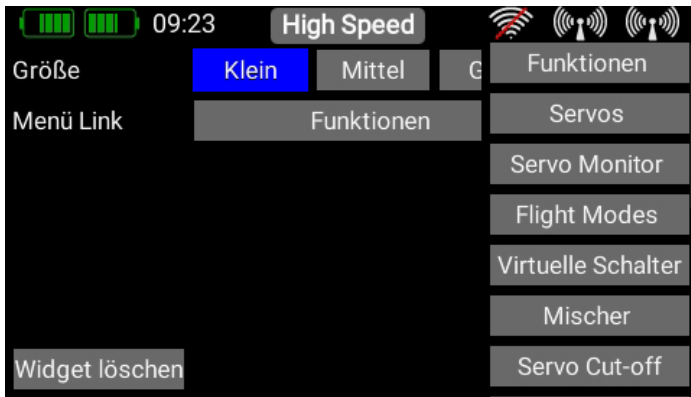 09:23 High Speed
Größe Klein Mittel G
Menü Link Funktionen
Widget löschen
Funktionen
Servos
Servo Monitor
Flight Modes
Virtuelle Schalter
Mischer
Servo Cut-off